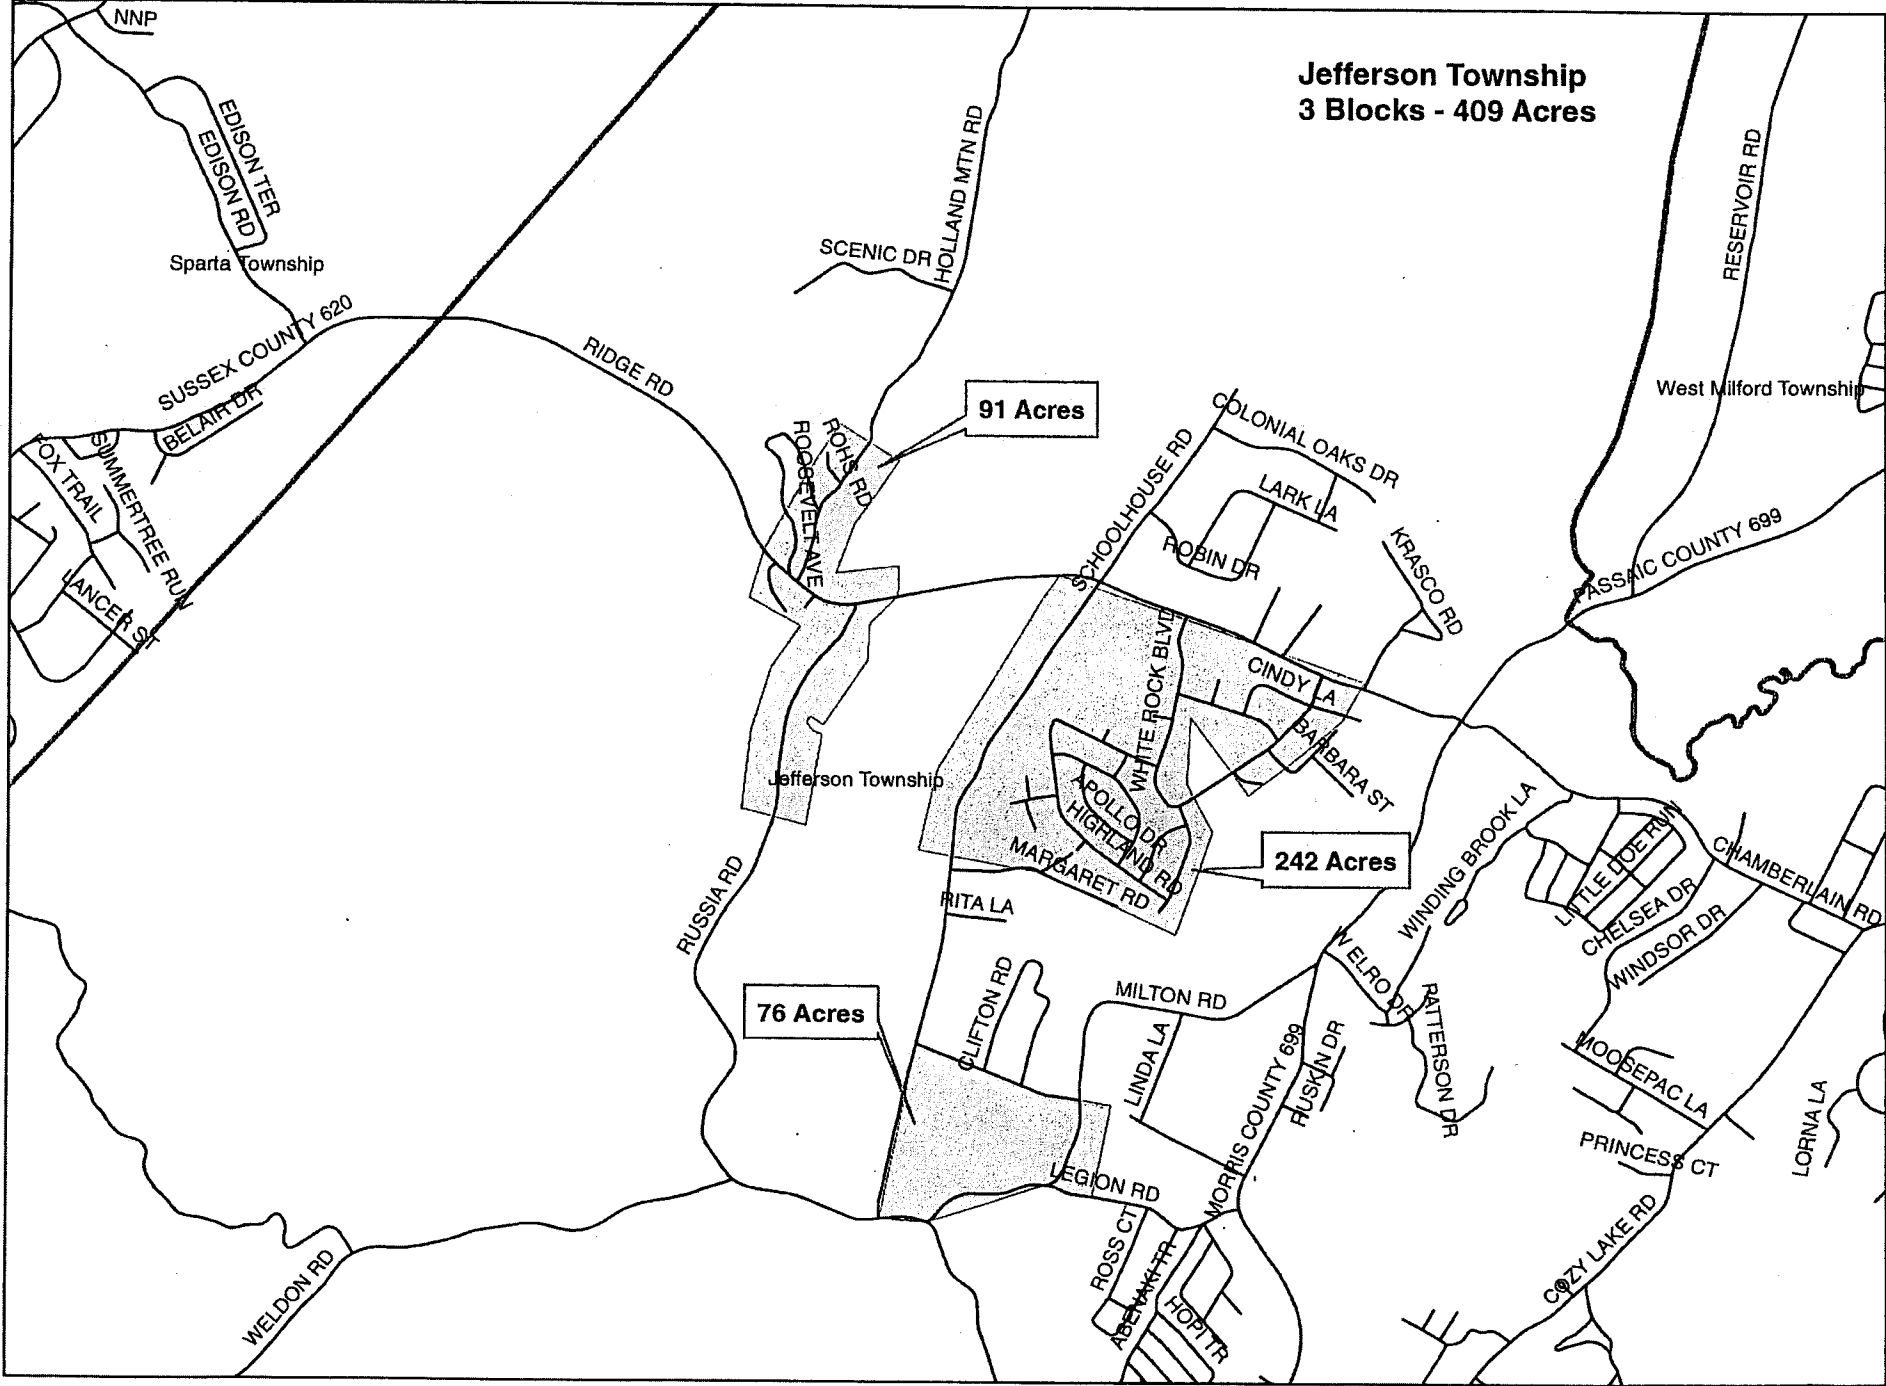 NNP
Jefferson Township
3 Blocks - 409 Acres
EDISON TER
EDISON RD
HOLLAND MTN RD
RESERVOIR RD
SCENIC DR
Sparta Township
SUSSEX COUNTY 620
RIDGE RD
BELAIR DR
West Milford Township
91 Acres
COLONIAL OAKS DR
FOX TRAIL
SUMMERTREE RUN
ROOSEVELT AVE
ROHS RD
SCHOOLHOUSE RD
LARK LA
ROBIN DR
KRASCO RD
PASSAIC COUNTY 699
LANCER ST
WHITE ROCK BLVD
CINDY LA
BARBARA ST
Jefferson Township
APOLLO DR
HIGHLAND RD
MARGARET RD
242 Acres
WINDING BROOK LA
LITTLE DOE RUN
CHAMBERLAIN RD
CHELSEA DR
WINDSOR DR
RUSSIA RD
RITA LA
W ELRO DR
76 Acres
CLIFTON RD
MILTON RD
LINDA LA
MORRIS COUNTY 699
RUSKIN DR
PATTERSON DR
MOOSEPAC LA
PRINCESS CT
LORNA LA
LEGION RD
ROSS CT
ABENAKI TR
HOPI TR
COZY LAKE RD
WELDON RD